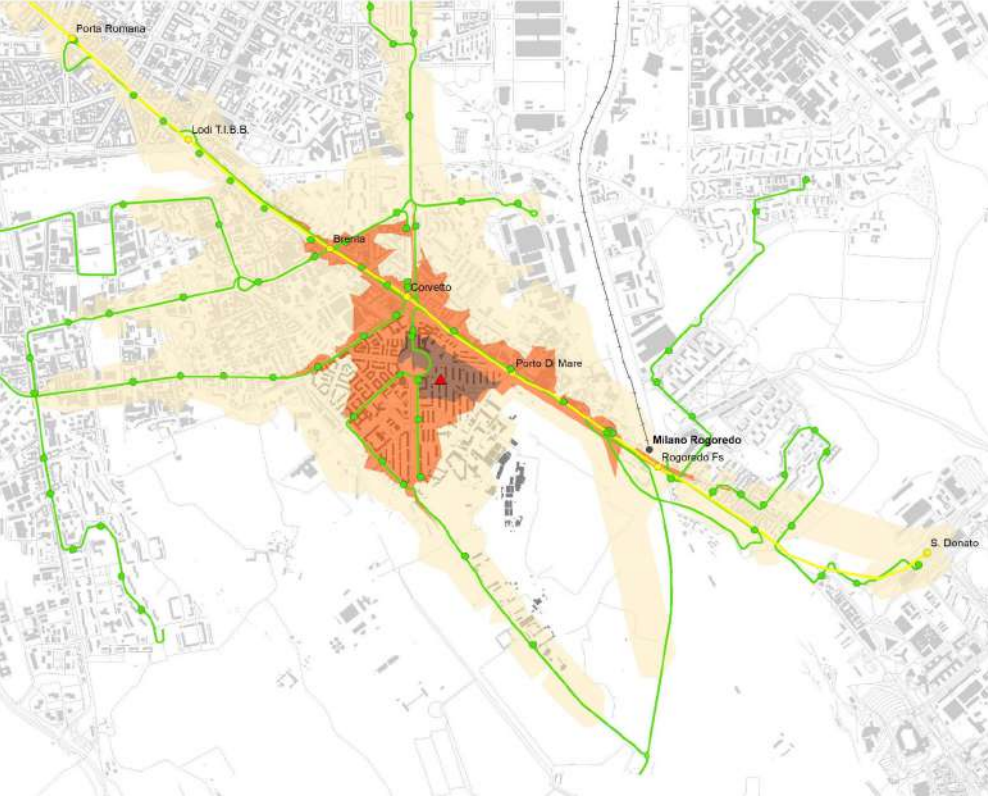 Porta Romana
Lodi T.I.B.B.
Brenta
Corvetto
Porto Di Mare
Milano Rogoredo
Rogoredo Fs
S. Donato